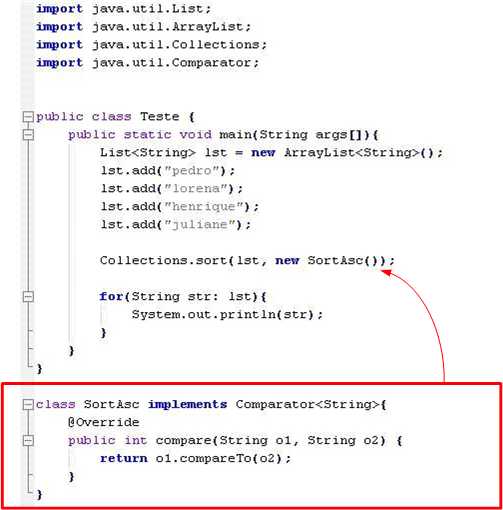 import java.util.List;
import java.util.ArrayList;
import java.util.Collections;
import java.util.Comparator;
public class Teste {
public static void main(String args[]){
List<String> lst = new ArrayList<String>();
lst.add("pedro");
lst.add("lorena");
lst.add("henrique");
lst.add("juliane");
Collections.sort(lst, new SortAsc());
for(String str: lst){
System.out.println(str);
}
}
}
class SortAsc implements Comparator<String>{
@Override
public int compare(String o1, String o2) {
return o1.compareTo(o2);
}
}